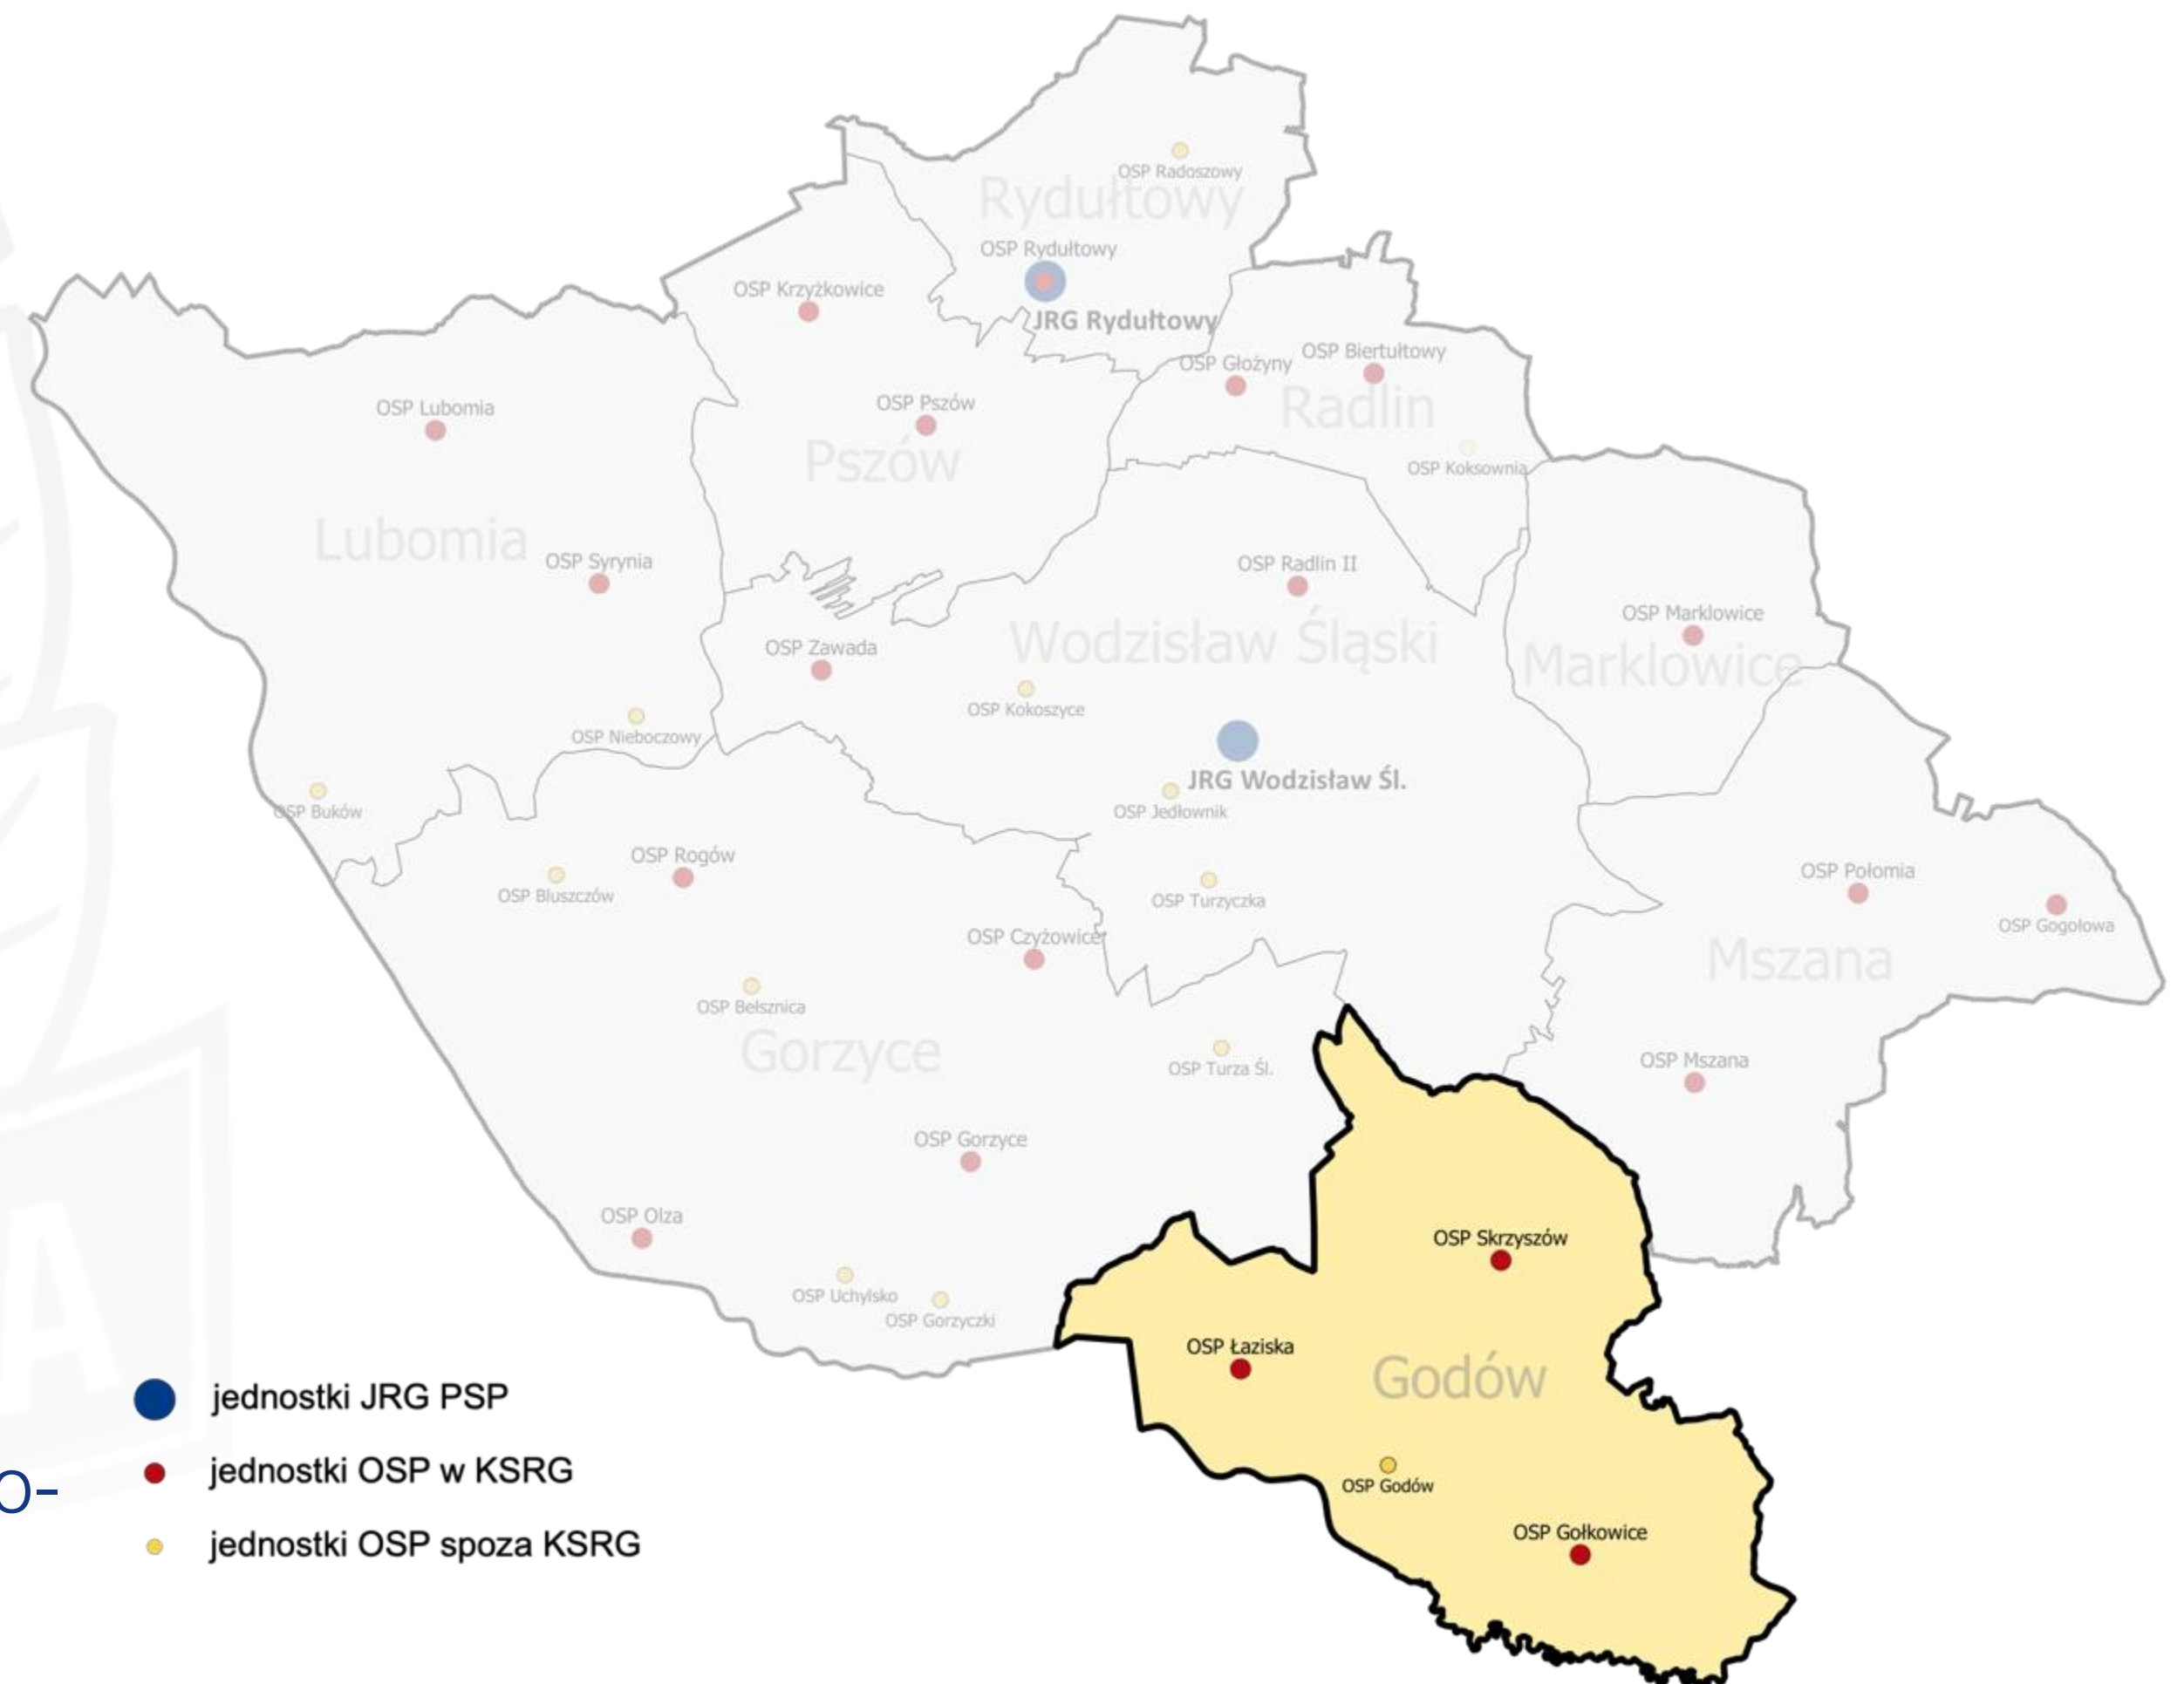 OSP Radoszowy
Rydułtowy
OSP Rydułtowy
JRG Rydułtowy
OSP Krzyżkowice
OSP Głożyny
OSP Biertułtowy
Radlin
OSP Koksownia
OSP Lubomia
OSP Pszów
Pszów
Lubomia
OSP Syrynia
OSP Radlin II
OSP Zawada
Wodzisław Śląski
OSP Marklowice
Marklowice
OSP Kokoszyce
OSP Nieboczowy
JRG Wodzisław Śl.
OSP Buków
OSP Jedłownik
OSP Rogów
OSP Bluszczów
OSP Turzyczka
OSP Połomia
OSP Gogołowa
OSP Czyżowice
Mszana
OSP Bełsznica
Gorzyce
OSP Turza Śl.
OSP Mszana
OSP Gorzyce
OSP Olza
OSP Skrzyszów
OSP Uchylsko
OSP Gorzyczki
OSP Łaziska
Godów
OSP Godów
OSP Gołkowice
jednostki JRG PSP
jednostki OSP w KSRG
jednostki OSP spoza KSRG
o-
A